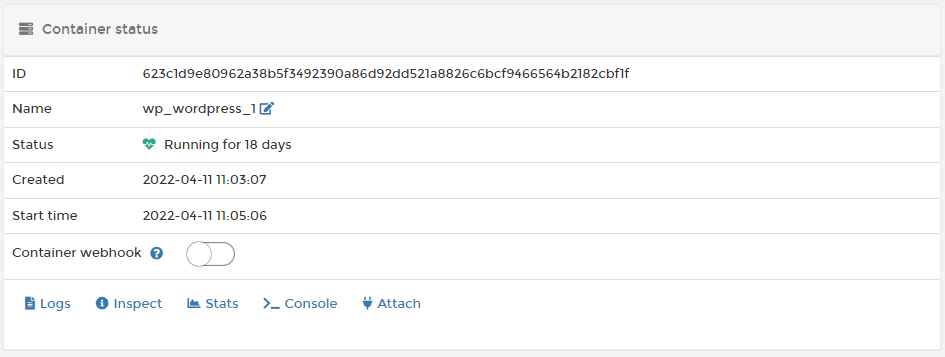 Container status
ID 623c1d9e80962a38b5f3492390a86d92dd521a8826c6bcf9466564b2182cbf1f
Name wp_wordpress_1
Status Running for 18 days
Created 2022-04-11 11:03:07
Start time 2022-04-11 11:05:06
Container webhook
Logs Inspect Stats Console Attach